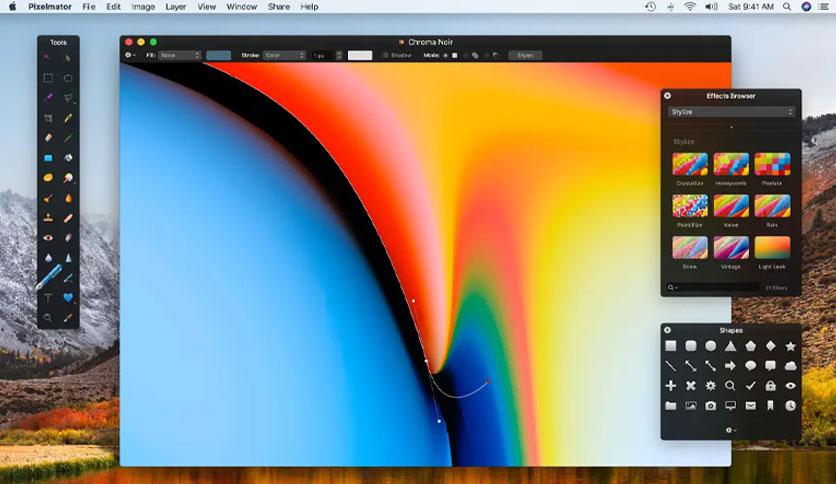 Pixelmator File Edit Image Layer View Window Share Help Sat 9:41 AM
Tools
Chroma Noir
Fill: None Stroke: Color 1 px Shadow Mode: Styles
Effects Browser
Stylize
Stylize
Crystallize Honeycomb Pixelate
Pointillize Noise Rain
Snow Vintage Light Leak
21 filters
Shapes
T